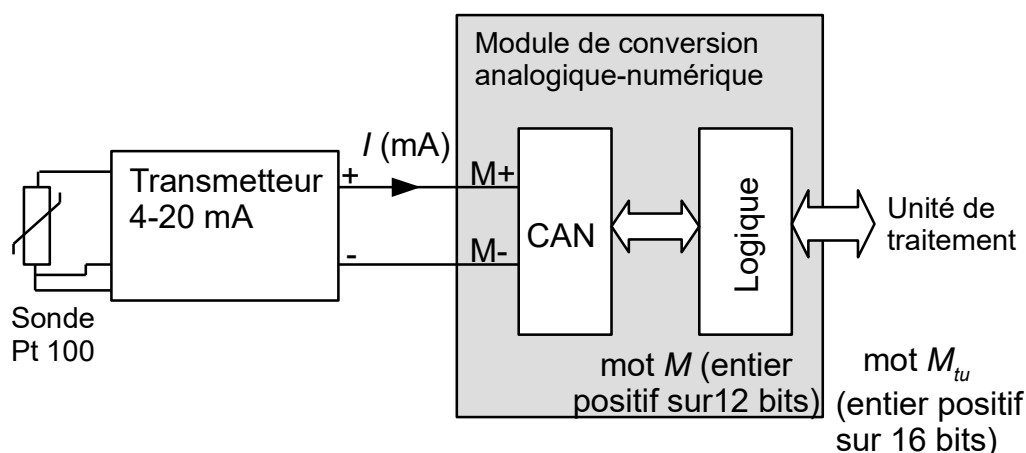 Module de conversion
analogique-numérique
I (mA)
+
M+
Transmetteur
4-20 mA
CAN
Logique
Unité de
traitement
-
M-
Sonde
Pt 100
mot M (entier
positif sur12 bits)
mot Mtu
(entier positif
sur 16 bits)